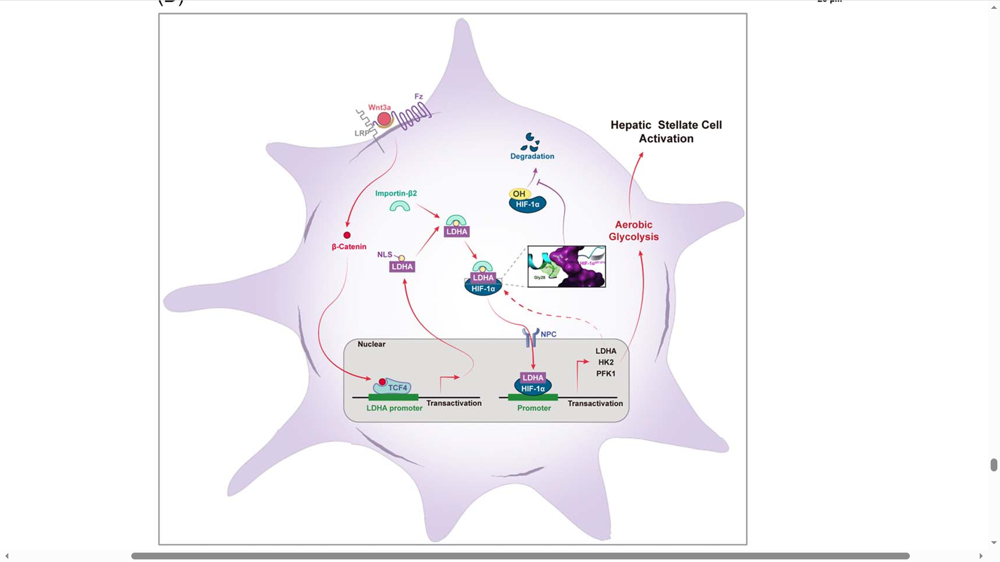 Fz
Wnt3a
LRP
Hepatic Stellate Cell
Activation
Degradation
Importin-β2
OH
HIF-1α
LDHA
Aerobic
Glycolysis
β-Catenin
NLS
LDHA
LDHA
HIF-1α
Gly28
NPC
Nuclear
LDHA
HK2
PFK1
TCF4
LDHA
HIF-1α
Transactivation
Transactivation
LDHA promoter
Promoter